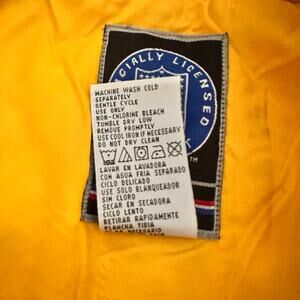 CIALLY LICENSED
MACHINE WASH COLD
SEPARATELY
GENTLE CYCLE
USE ONLY
NON-CHLORINE BLEACH
TUMBLE DRY LOW
REMOVE PROMPTLY
USE COOL IRON IF NECESSARY
DO NOT DRY CLEAN
LAVAR EN LAVADORA
CON AGUA FRIA SEPARADO
CICLO DELICADO
USE SOLO BLANQUEADOR
SIN CLORO
SECAR EN SECADORA
CICLO LENTO
RETIRAR RAPIDAMENTE
PLANCHA TIBIA
NECESARIO
T
TM